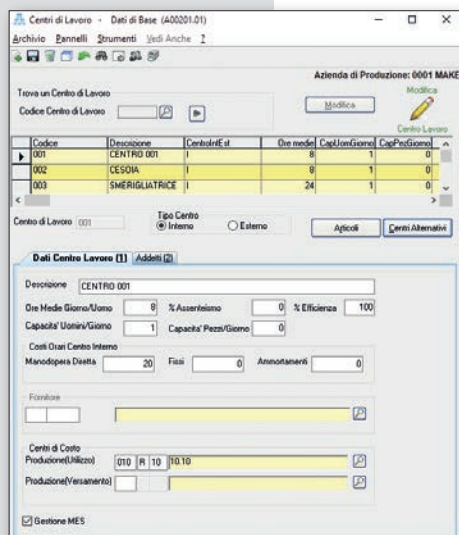 Centri di Lavoro - Dati di Base (A00201.01)
Archivio Pannelli Strumenti Vedi Anche ?
Azienda di Produzione: 0001 MAKE
Trova un Centro di Lavoro
Modifica
Codice Centro di Lavoro
Modifica
Centro Lavoro
Codice Descrizione CentroIntEst Ore medie CapUomGiorno CapPezGiorno
001 CENTRO 001 I 8 1 0
002 CESOIA I 8 1 0
003 SMERIGLIATRICE I 24 1 0
Centro di Lavoro 001 Tipo Centro Interno Esterno Articoli Centri Alternativi
Dati Centro Lavoro (1) Addetti (2)
Descrizione CENTRO 001
Ore Medie Giorno/Uomo 8 % Assenteismo 0 % Efficienza 100
Capacita' Uomini/Giorno 1 Capacita' Pezzi/Giorno 0
Costi Orari Centro Interno
Manodopera Diretta 20 Fissi 0 Ammortamenti 0
Fornitore
Centri di Costo
Produzione(Utilizzo) 010 R 10 10.10
Produzione(Versamento)
Gestione MES